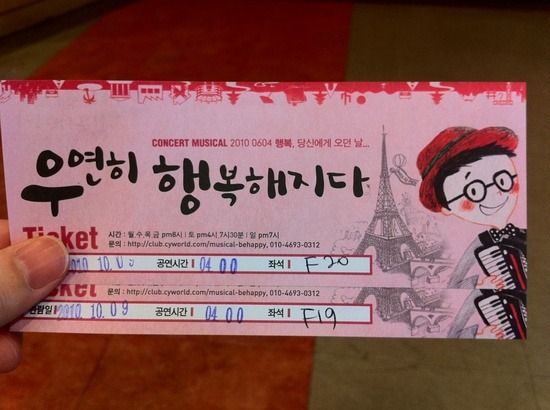 CONCERT MUSICAL 2010 0604 행복, 당신에게 오던 날...
우연히 행복해지다
Ticket
시간 : 월,수,목,금 pm8시 | 토 pm4시,7시30분 | 일 pm7시
문의 : http://club.cyworld.com/musical-behappy, 010-4693-0312
2010. 10. 09 공연시간 04 00 좌석 F20
문의 : http://club.cyworld.com/musical-behappy, 010-4693-0312
관람일 2010. 10. 09 공연시간 04 00 좌석 F19